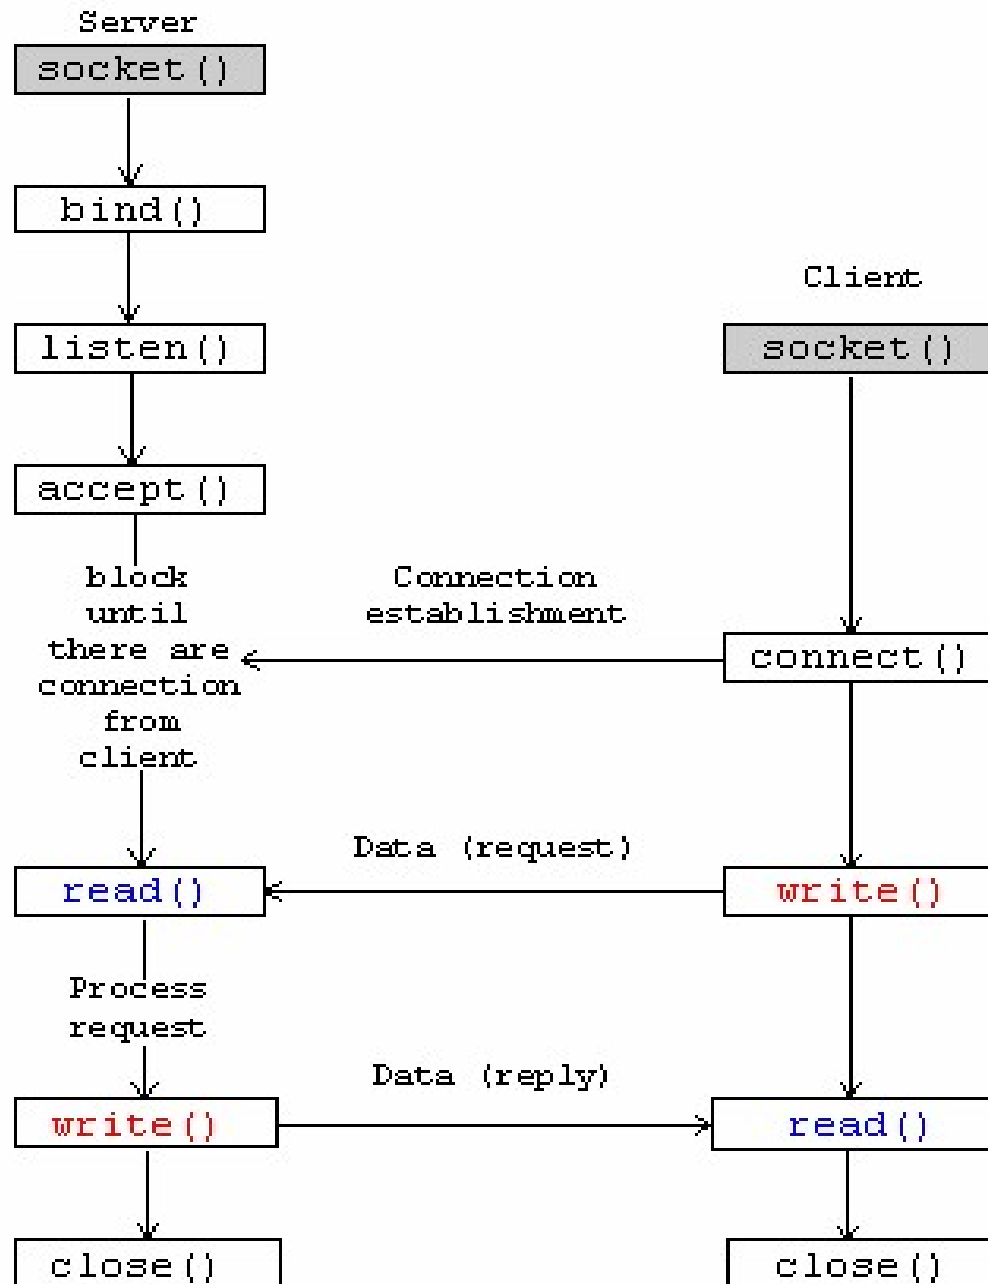 Server
socket()
bind()
Client
listen()
socket()
accept()
block
until
there are
connection
from
client
Connection
establishment
connect()
Data (request)
read()
write()
Process
request
Data (reply)
write()
read()
close()
close()